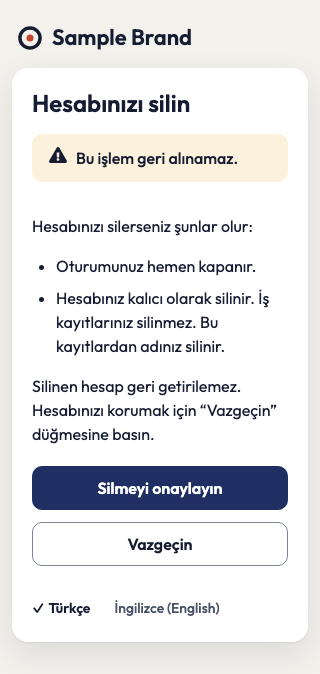 Sample Brand
Hesabınızı silin
Bu işlem geri alınamaz.
Hesabınızı silerseniz şunlar olur:
• Oturumunuz hemen kapanır.
• Hesabınız kalıcı olarak silinir. İş
kayıtlarınız silinmez. Bu
kayıtlardan adınız silinir.
Silinen hesap geri getirilemez.
Hesabınızı korumak için “Vazgeçin”
düğmesine basın.
Silmeyi onaylayın
Vazgeçin
✓ Türkçe İngilizce (English)